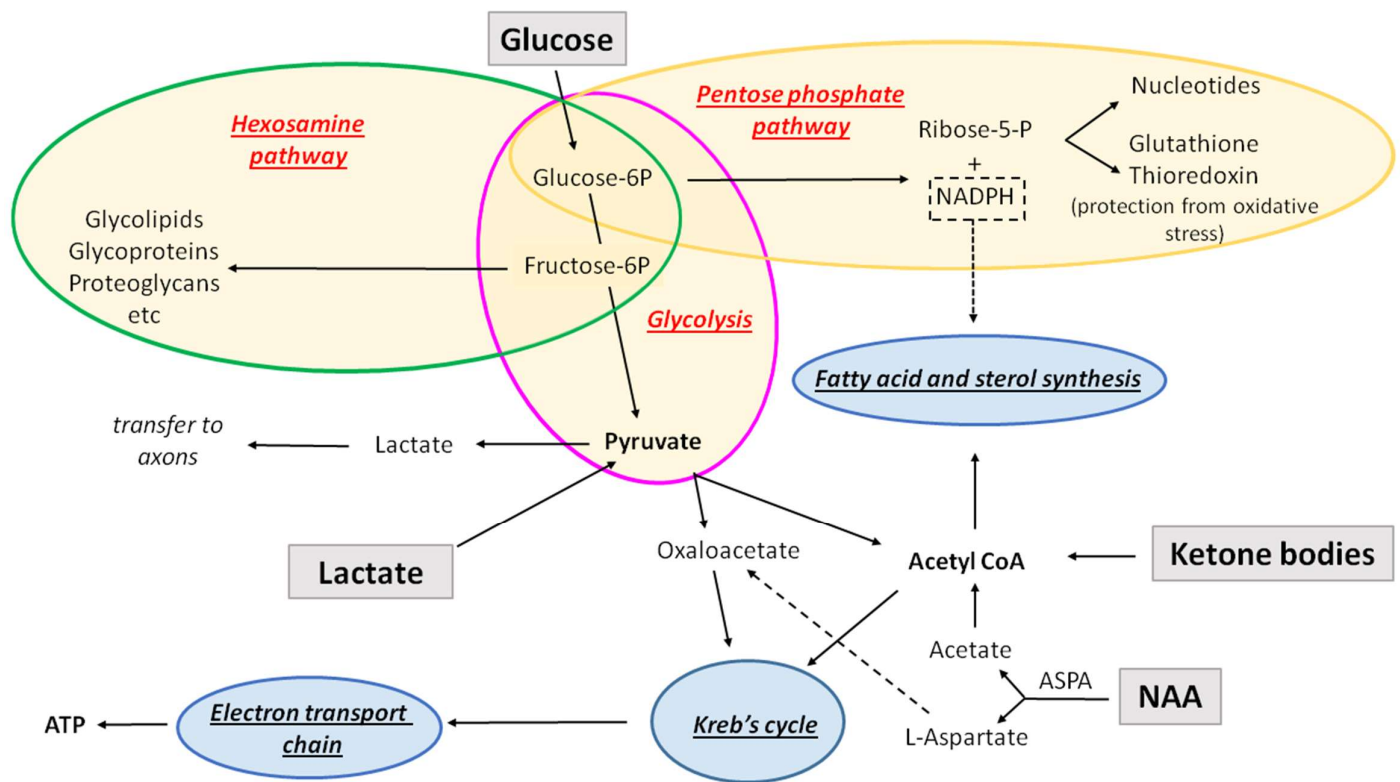 Glucose
Hexosamine
pathway
Pentose phosphate
pathway
Nucleotides
Ribose-5-P
+
NADPH
Glutathione
Thioredoxin
(protection from oxidative
stress)
Glucose-6P
Glycolipids
Glycoproteins
Proteoglycans
etc
Fructose-6P
Glycolysis
Fatty acid and sterol synthesis
transfer to
axons
Lactate
Pyruvate
Lactate
Oxaloacetate
Acetyl CoA
Ketone bodies
Acetate
ASPA
NAA
L-Aspartate
ATP
Electron transport
chain
Kreb's cycle